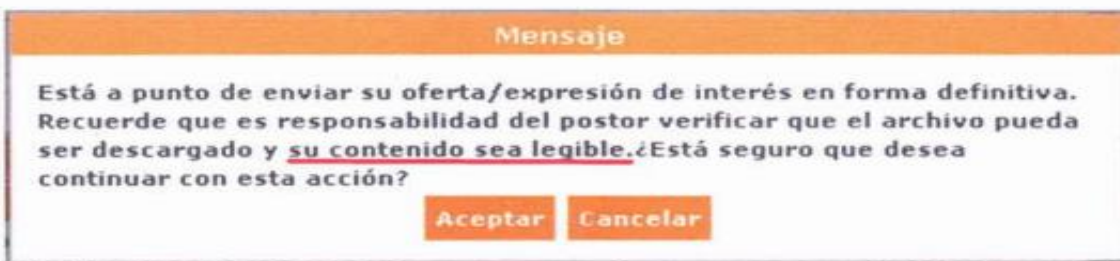 Mensaje
Está a punto de enviar su oferta/expresión de interés en forma definitiva.
Recuerde que es responsabilidad del postor verificar que el archivo pueda
ser descargado y su contenido sea legible.¿Está seguro que desea
continuar con esta acción?
Aceptar Cancelar